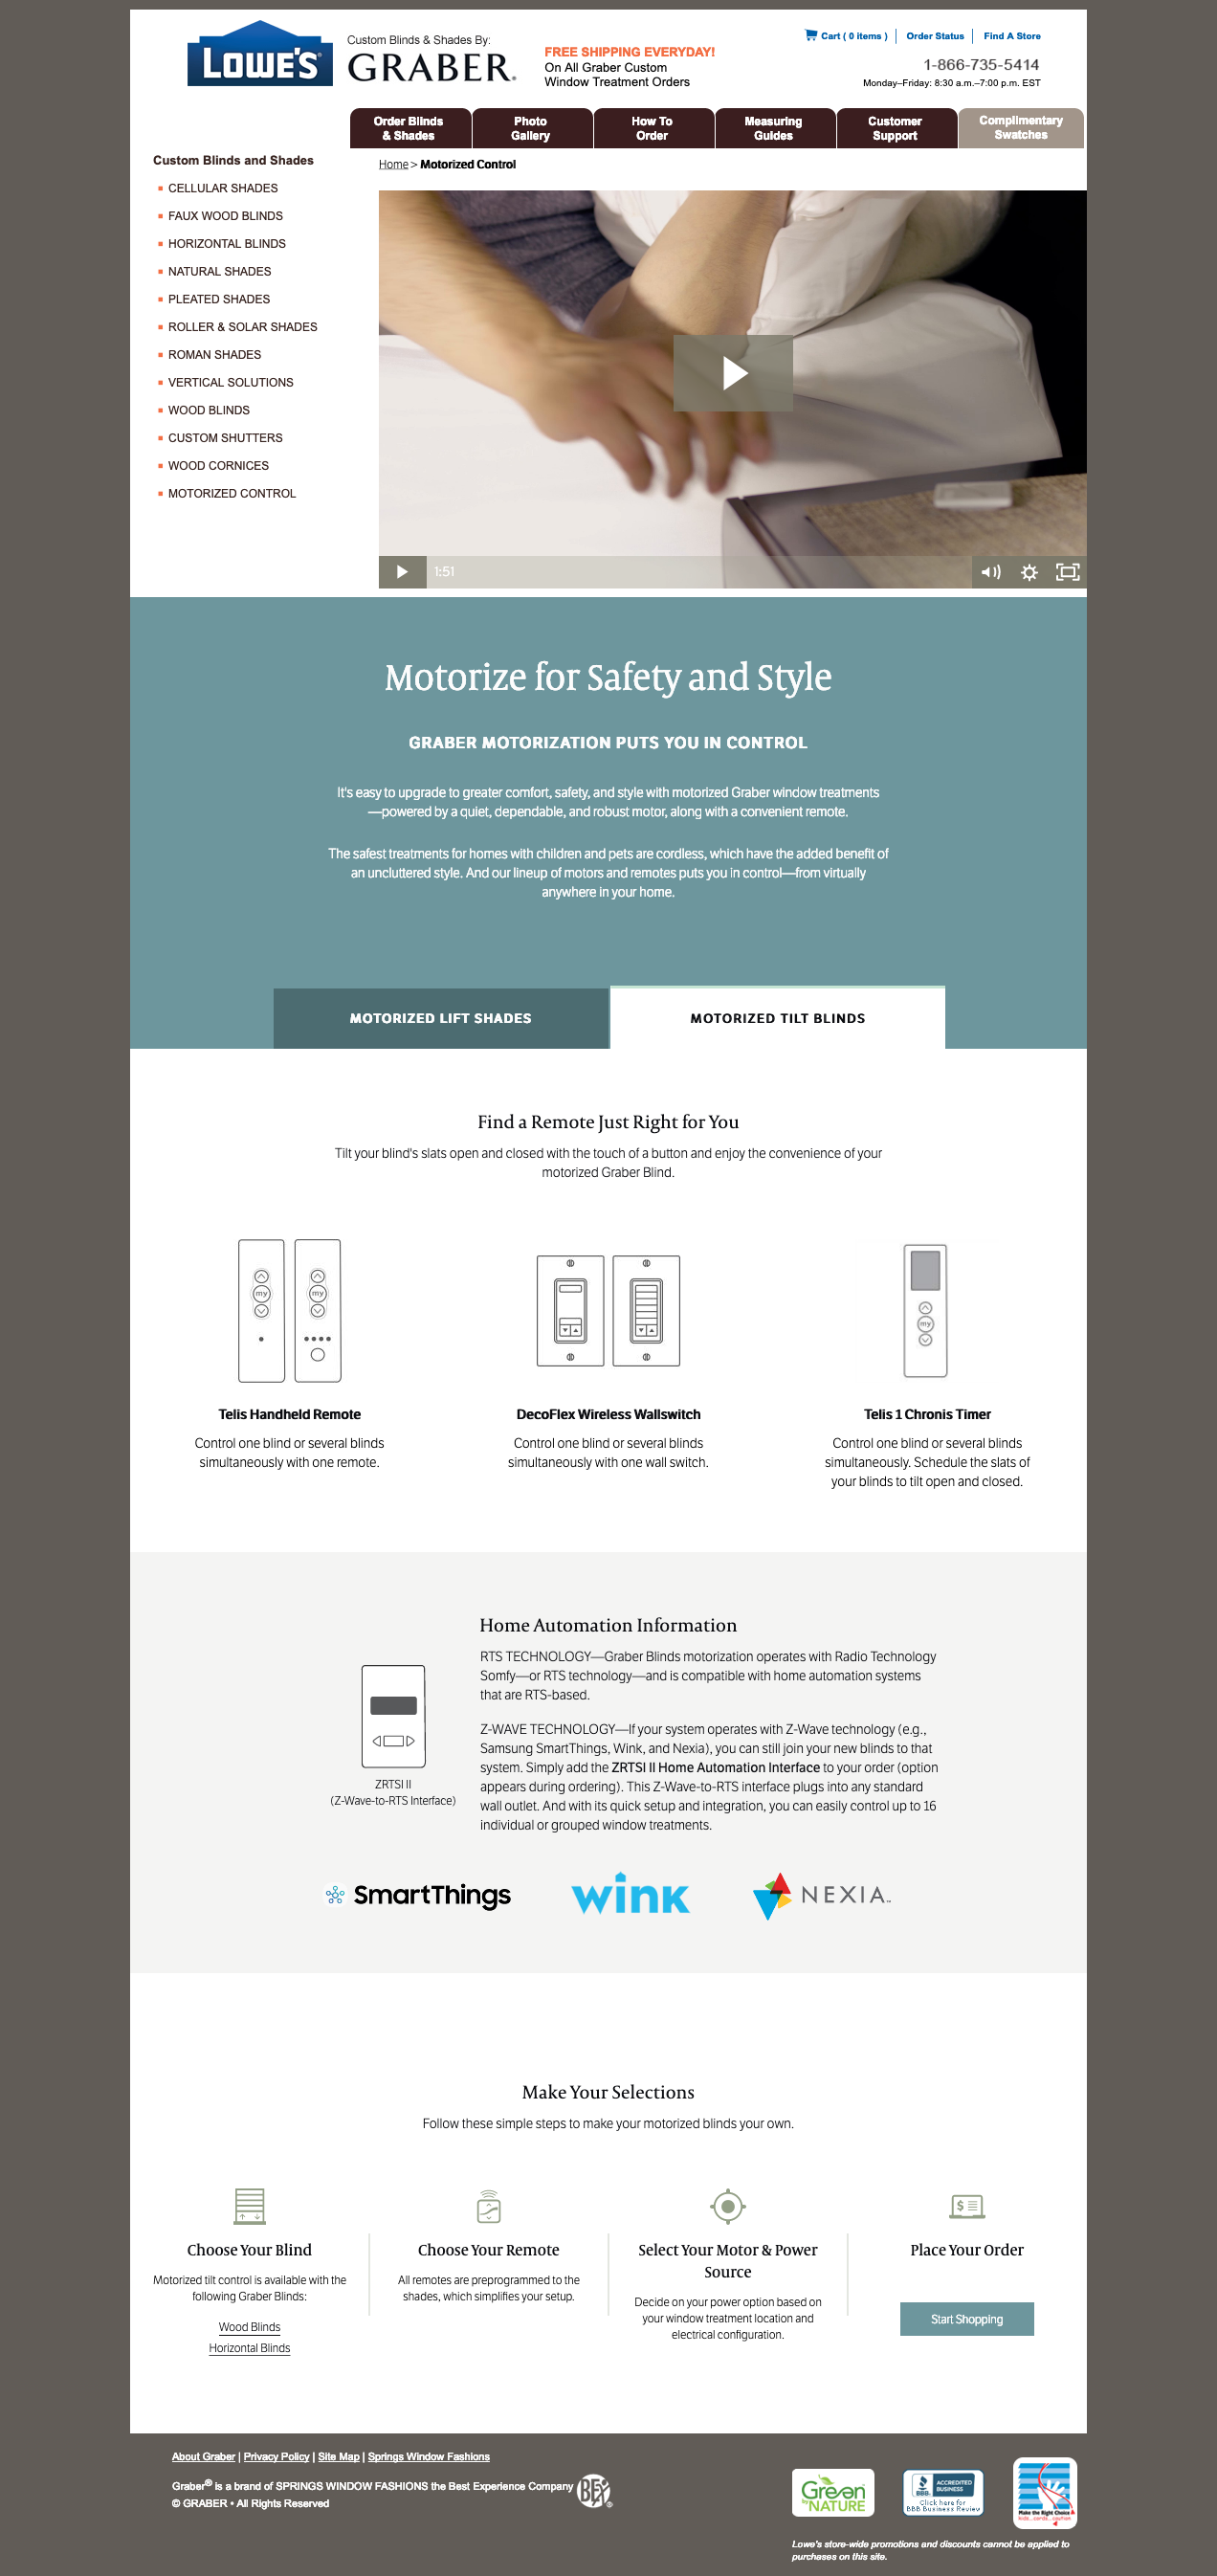 LOWE'S
Custom Blinds & Shades By:
GRABER®
FREE SHIPPING EVERYDAY!
On All Graber Custom
Window Treatment Orders
Cart ( 0 items )
Order Status
Find A Store
1-866-735-5414
Monday–Friday: 8:30 a.m.–7:00 p.m. EST
Order Blinds
& Shades
Photo
Gallery
How To
Order
Measuring
Guides
Customer
Support
Complimentary
Swatches
Custom Blinds and Shades
CELLULAR SHADES
FAUX WOOD BLINDS
HORIZONTAL BLINDS
NATURAL SHADES
PLEATED SHADES
ROLLER & SOLAR SHADES
ROMAN SHADES
VERTICAL SOLUTIONS
WOOD BLINDS
CUSTOM SHUTTERS
WOOD CORNICES
MOTORIZED CONTROL
Home > Motorized Control
1:51
Motorize for Safety and Style
GRABER MOTORIZATION PUTS YOU IN CONTROL
It's easy to upgrade to greater comfort, safety, and style with motorized Graber window treatments
—powered by a quiet, dependable, and robust motor, along with a convenient remote.
The safest treatments for homes with children and pets are cordless, which have the added benefit of
an uncluttered style. And our lineup of motors and remotes puts you in control—from virtually
anywhere in your home.
MOTORIZED LIFT SHADES
MOTORIZED TILT BLINDS
Find a Remote Just Right for You
Tilt your blind's slats open and closed with the touch of a button and enjoy the convenience of your
motorized Graber Blind.
my
my
my
Telis Handheld Remote
Control one blind or several blinds
simultaneously with one remote.
DecoFlex Wireless Wallswitch
Control one blind or several blinds
simultaneously with one wall switch.
Telis 1 Chronis Timer
Control one blind or several blinds
simultaneously. Schedule the slats of
your blinds to tilt open and closed.
Home Automation Information
RTS TECHNOLOGY—Graber Blinds motorization operates with Radio Technology
Somfy—or RTS technology—and is compatible with home automation systems
that are RTS-based.
Z-WAVE TECHNOLOGY—If your system operates with Z-Wave technology (e.g.,
Samsung SmartThings, Wink, and Nexia), you can still join your new blinds to that
system. Simply add the ZRTSI II Home Automation Interface to your order (option
appears during ordering). This Z-Wave-to-RTS interface plugs into any standard
wall outlet. And with its quick setup and integration, you can easily control up to 16
individual or grouped window treatments.
ZRTSI II
(Z-Wave-to-RTS Interface)
SmartThings
wink
NEXIA
Make Your Selections
Follow these simple steps to make your motorized blinds your own.
Choose Your Blind
Motorized tilt control is available with the
following Graber Blinds:
Wood Blinds
Horizontal Blinds
Choose Your Remote
All remotes are preprogrammed to the
shades, which simplifies your setup.
Select Your Motor & Power
Source
Decide on your power option based on
your window treatment location and
electrical configuration.
Place Your Order
Start Shopping
About Graber | Privacy Policy | Site Map | Springs Window Fashions
Graber® is a brand of SPRINGS WINDOW FASHIONS the Best Experience Company
BEX®
© GRABER • All Rights Reserved
Green
by
NATURE
BBB
ACCREDITED
BUSINESS
Click here for
BBB Business Review
Make the Right Choice
Lowe's store-wide promotions and discounts cannot be applied to
purchases on this site.